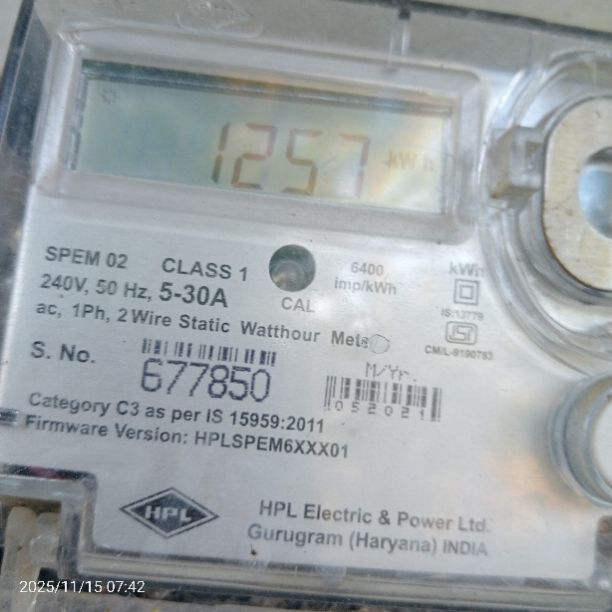 1257 kWh
SPEM 02 CLASS 1
240V, 50 Hz, 5-30A
ac, 1Ph, 2 Wire Static Watthour Meter
CAL
6400
imp/kWh
kWh
IS:13779
ISI
CM/L-9190783
S. No.
677850
M/Yr.
052021
Category C3 as per IS 15959:2011
Firmware Version: HPLSPEM6XXX01
HPL
HPL Electric & Power Ltd.
Gurugram (Haryana) INDIA
2025/11/15 07:42